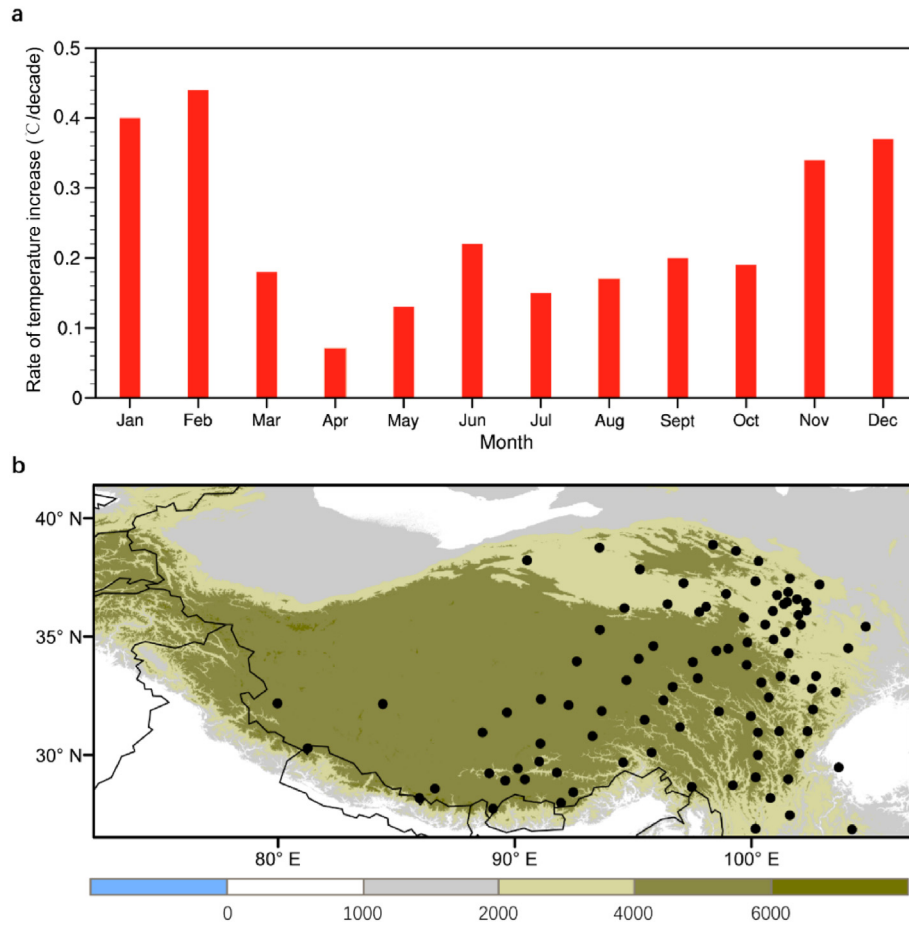 a
Rate of temperature increase (℃/decade)
0.5
0.4
0.3
0.2
0.1
0
Jan Feb Mar Apr May Jun Jul Aug Sept Oct Nov Dec
Month
b
40° N
35° N
30° N
80° E 90° E 100° E
0 1000 2000 4000 6000